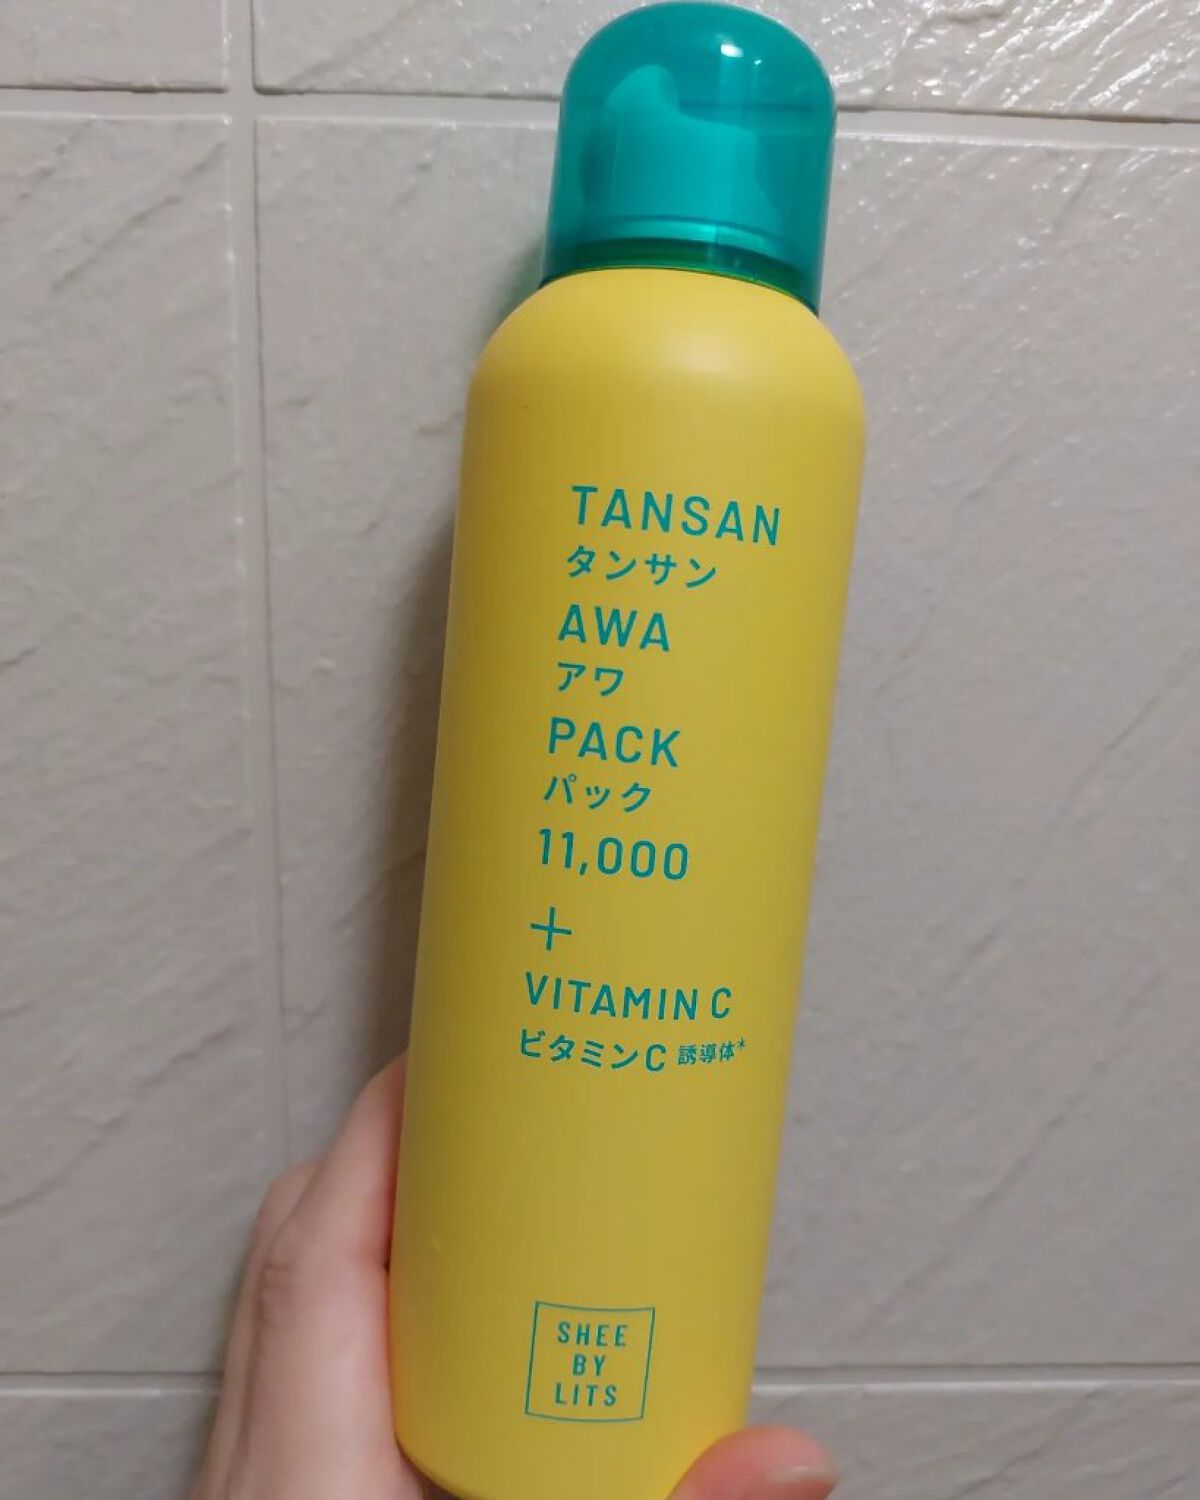 TANSAN
タンサン
AWA
アワ
PACK
パック
11,000
+
VITAMIN C
ビタミンC 誘導体*
SHEE
BY
LITS